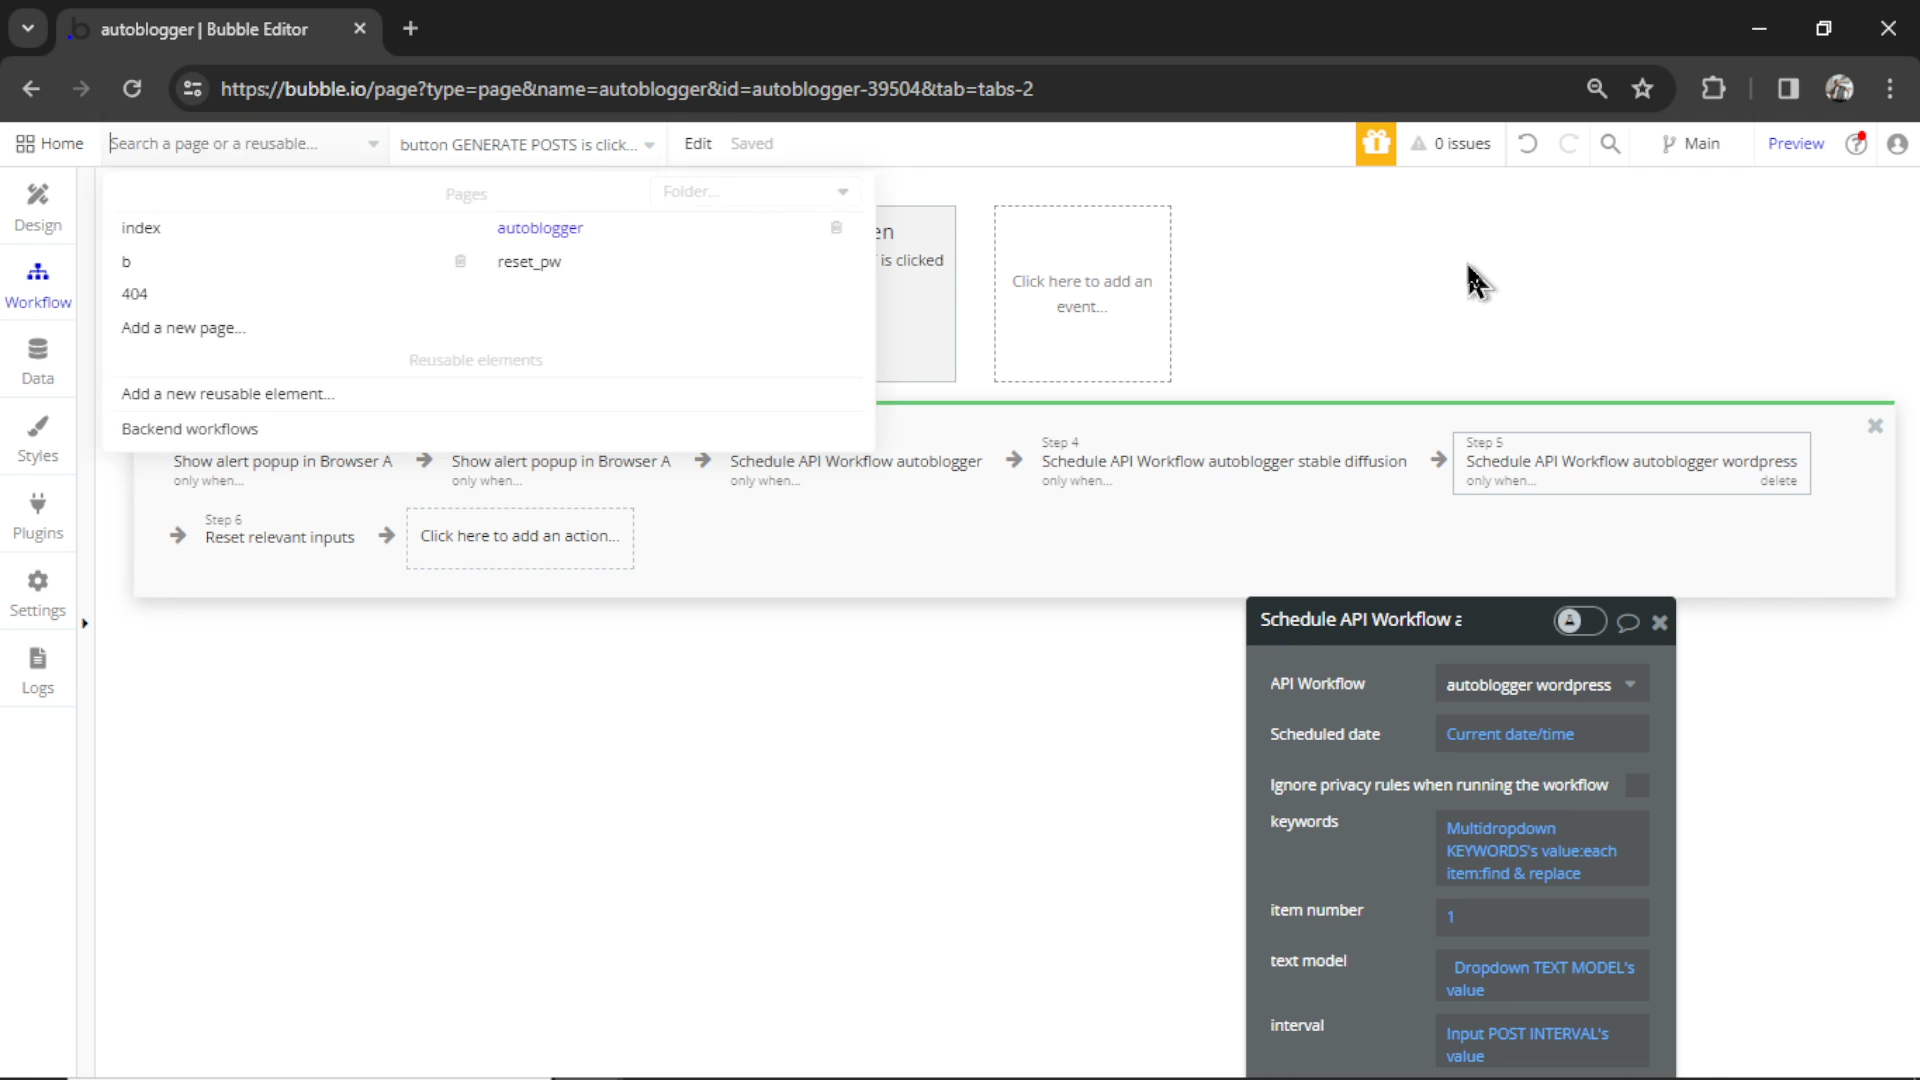 autoblogger | Bubble Editor
https://bubble.io/page?type=page&name=autoblogger&id=autoblogger-39504&tab=tabs-2
Home
Search a page or a reusable...
button GENERATE POSTS is click...
Edit
Saved
0 issues
Main
Preview
Design
Workflow
Data
Styles
Plugins
Settings
Logs
Pages
Folder...
index
autoblogger
b
reset_pw
404
Add a new page...
Reusable elements
Add a new reusable element...
Backend workflows
en
is clicked
Click here to add an
event...
Show alert popup in Browser A
only when...
Show alert popup in Browser A
only when...
Schedule API Workflow autoblogger
only when...
Step 4
Schedule API Workflow autoblogger stable diffusion
only when...
Step 5
Schedule API Workflow autoblogger wordpress
only when...
delete
Step 6
Reset relevant inputs
Click here to add an action...
Schedule API Workflow a
API Workflow
autoblogger wordpress
Scheduled date
Current date/time
Ignore privacy rules when running the workflow
keywords
Multidropdown
KEYWORDS's value:each
item:find & replace
item number
1
text model
Dropdown TEXT MODEL's
value
interval
Input POST INTERVAL's
value